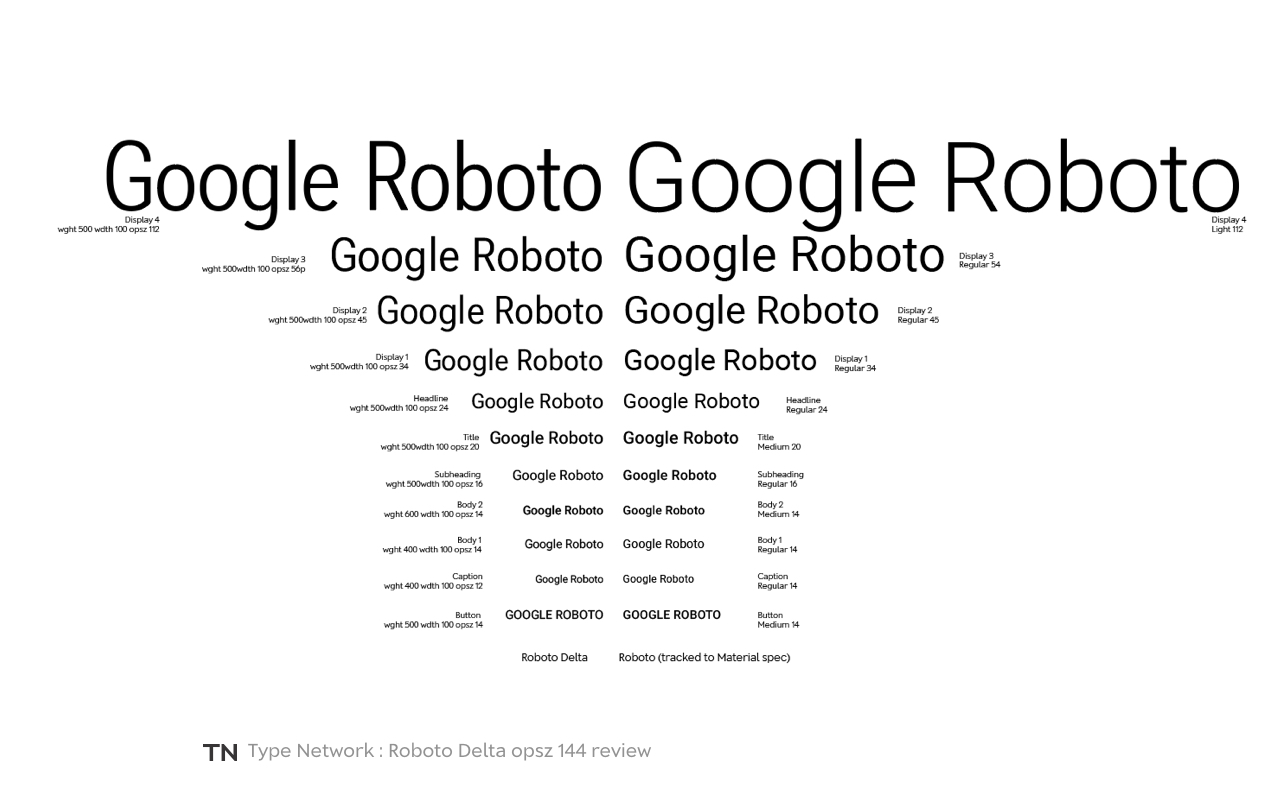 Google Roboto Google Roboto
Display 4
wght 500 wdth 100 opsz 112
Display 4
Light 112
Display 3
wght 500wdth 100 opsz 56p
Google Roboto Google Roboto
Display 3
Regular 54
Display 2
wght 500wdth 100 opsz 45
Google Roboto Google Roboto
Display 2
Regular 45
Display 1
wght 500wdth 100 opsz 34
Google Roboto Google Roboto
Display 1
Regular 34
Headline
wght 500wdth 100 opsz 24
Google Roboto Google Roboto
Headline
Regular 24
Title
wght 500wdth 100 opsz 20
Google Roboto Google Roboto
Title
Medium 20
Subheading
wght 500wdth 100 opsz 16
Google Roboto Google Roboto
Subheading
Regular 16
Body 2
wght 600 wdth 100 opsz 14
Google Roboto Google Roboto
Body 2
Medium 14
Body 1
wght 400 wdth 100 opsz 14
Google Roboto Google Roboto
Body 1
Regular 14
Caption
wght 400 wdth 100 opsz 12
Google Roboto Google Roboto
Caption
Regular 14
Button
wght 500 wdth 100 opsz 14
GOOGLE ROBOTO GOOGLE ROBOTO
Button
Medium 14
Roboto Delta Roboto (tracked to Material spec)
TN Type Network : Roboto Delta opsz 144 review